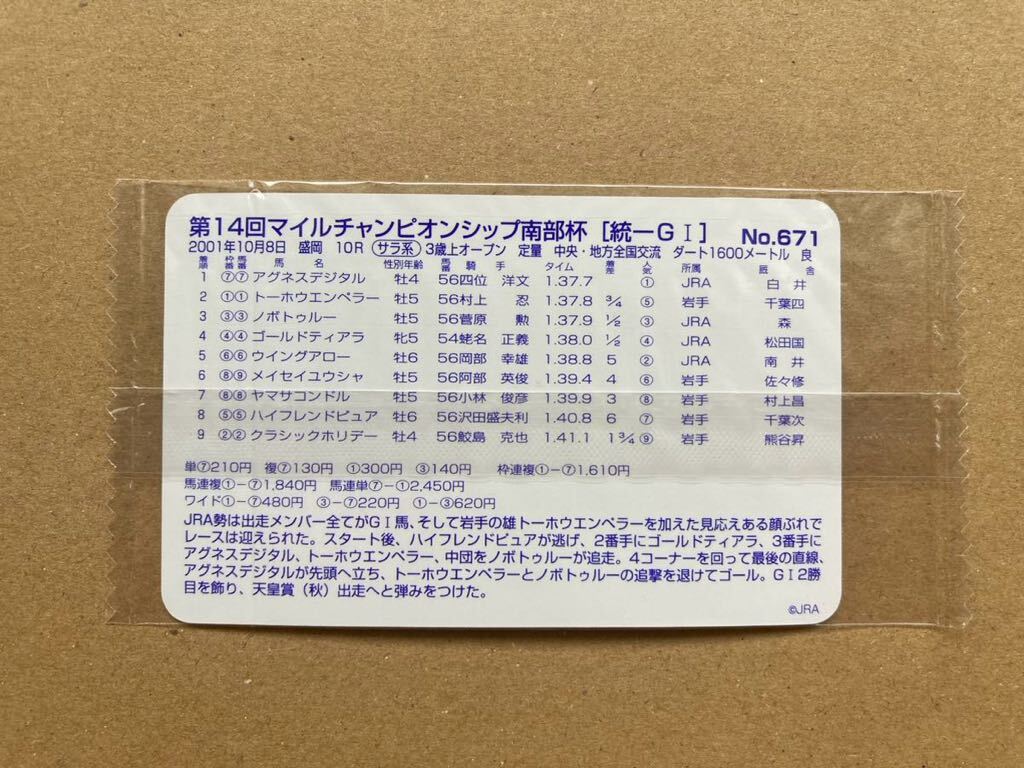 第14回マイルチャンピオンシップ南部杯 [統一GⅠ] No.671
2001年10月8日 盛岡 10R サラ系 3歳上オープン 定量 中央・地方全国交流 ダート1600メートル 良
着順 枠番 馬番 馬名 性別年齢 騎手 タイム 着差 人気 所属 厩舎
1 ⑦⑦ アグネスデジタル 牡4 56四位 洋文 1.37.7 ① JRA 白井
2 ①① トーホウエンペラー 牡5 56村上 忍 1.37.8 ¾ ⑤ 岩手 千葉四
3 ③③ ノボトゥルー 牡5 56菅原 勲 1.37.9 ½ ③ JRA 森
4 ④④ ゴールドティアラ 牝5 54蛯名 正義 1.38.0 ½ ④ JRA 松田国
5 ⑥⑥ ウイングアロー 牡6 56岡部 幸雄 1.38.8 5 ② JRA 南井
6 ⑧⑨ メイセイユウシャ 牡5 56阿部 英俊 1.39.4 4 ⑥ 岩手 佐々修
7 ⑧⑧ ヤマサコンドル 牡5 56小林 俊彦 1.39.9 3 ⑧ 岩手 村上昌
8 ⑤⑤ ハイフレンドピュア 牡6 56沢田盛夫利 1.40.8 6 ⑦ 岩手 千葉次
9 ②② クラシックホリデー 牡4 56鮫島 克也 1.41.1 1¾ ⑨ 岩手 熊谷昇
単⑦210円 複⑦130円 ①300円 ③140円 枠連複①-⑦1,610円
馬連複①-⑦1,840円 馬連単⑦-①2,450円
ワイド①-⑦480円 ③-⑦220円 ①-③620円
JRA勢は出走メンバー全てがGⅠ馬、そして岩手の雄トーホウエンペラーを加えた見応えある顔ぶれで
レースは迎えられた。スタート後、ハイフレンドピュアが逃げ、2番手にゴールドティアラ、3番手に
アグネスデジタル、トーホウエンペラー、中団をノボトゥルーが追走。4コーナーを回って最後の直線、
アグネスデジタルが先頭へ立ち、トーホウエンペラーとノボトゥルーの追撃を退けてゴール。GⅠ2勝
目を飾り、天皇賞(秋)出走へと弾みをつけた。
©JRA